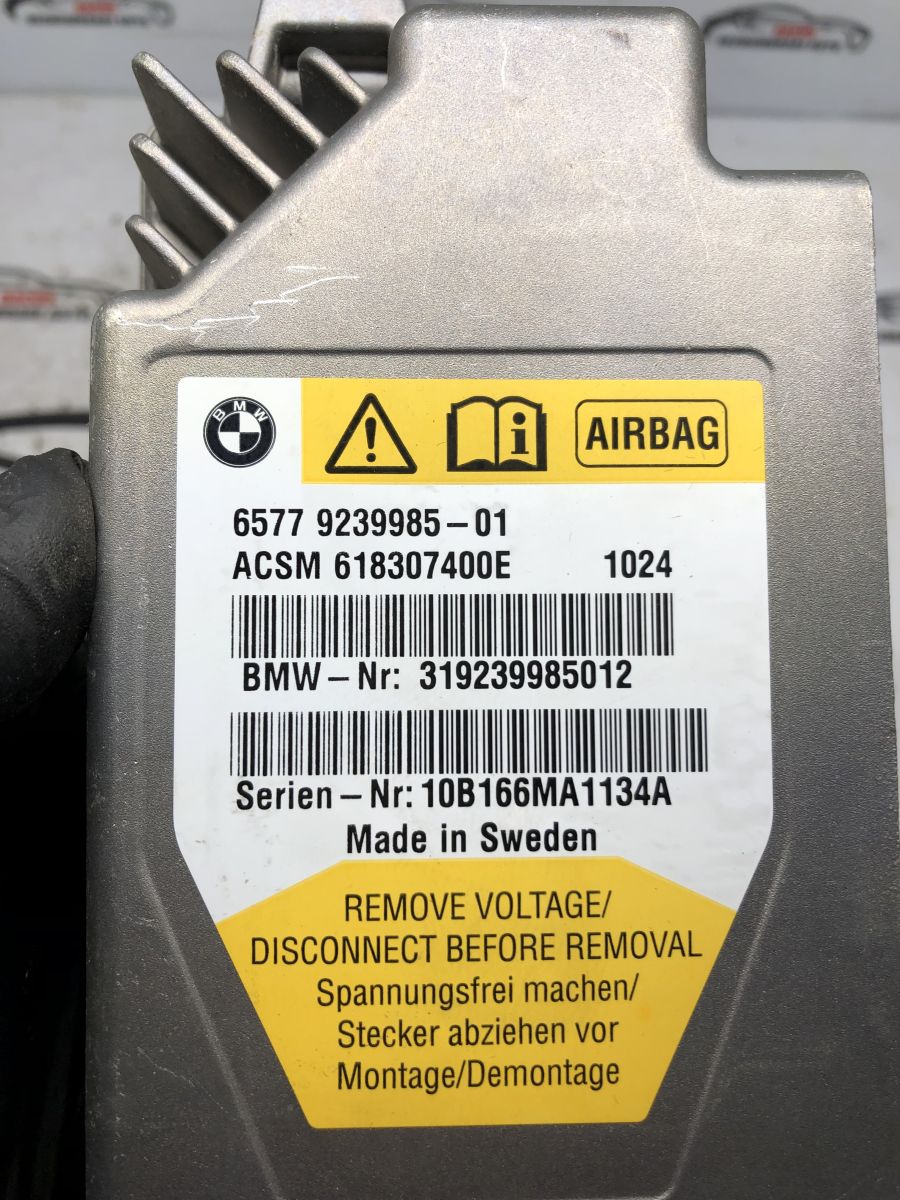 BMW
AIRBAG
6577 9239985-01
ACSM 618307400E 1024
BMW-Nr: 319239985012
Serien-Nr: 10B166MA1134A
Made in Sweden
REMOVE VOLTAGE/
DISCONNECT BEFORE REMOVAL
Spannungsfrei machen/
Stecker abziehen vor
Montage/Demontage